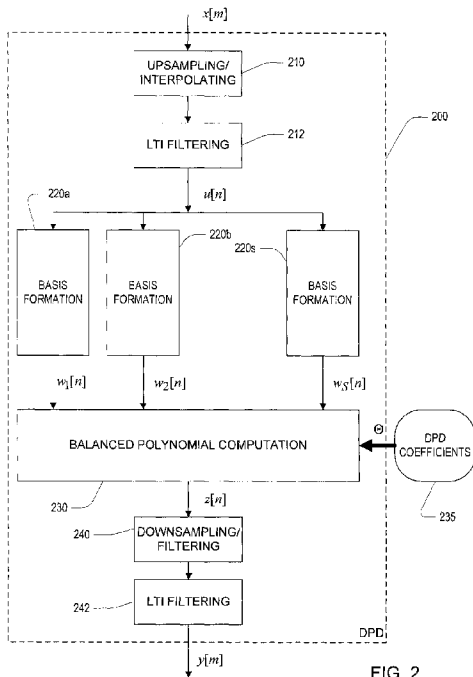 x[m]
UPSAMPLING/
INTERPOLATING
210
200
LTI FILTERING
212
u[n]
220a
220b
220s
BASIS
FORMATION
EASIS
FORMATION
BASIS
FORMATION
w1[n]
w2[n]
wS[n]
BALANCED POLYNOMIAL COMPUTATION
Θ
DPD
COEFFICIENTS
230
z[n]
235
240
DOWNSAMPLING/
FILTERING
242
LTI FILTERING
DPD
y[m]
FIG. 2